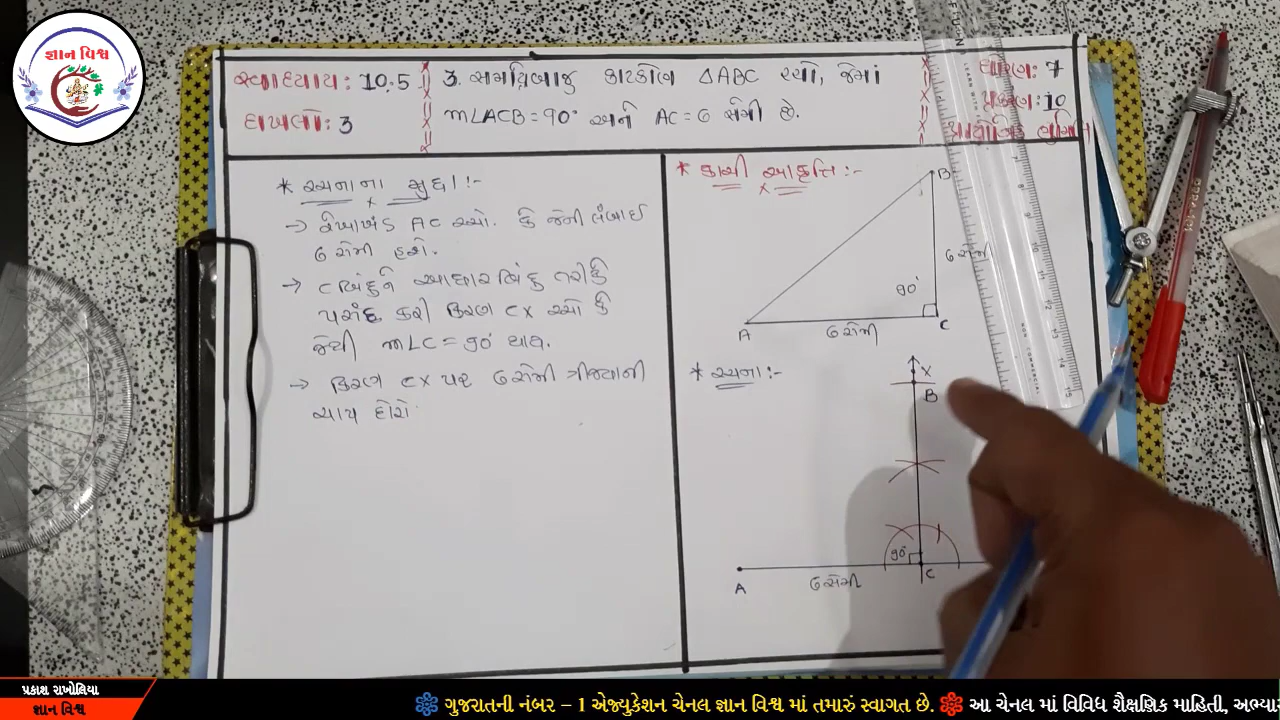 જ્ઞાન વિશ્વ
સ્વાધ્યાય: 10.5
દાખલો: 3
3. સમદ્વિબાજુ કાટકોણ △ABC રચો, જેમાં
m∠ACB = 90° અને AC = 6 સેમી છે.
ધોરણ: 7
પ્રકરણ: 10
પ્રાયોગિક ભૂમિતિ
* રચનાના મુદ્દા :-
→ રેખાખંડ AC રચો. કે જેની લંબાઈ
6 સેમી હશે.
→ C બિંદુને આધારબિંદુ તરીકે
પસંદ કરી કિરણ CX રચો કે
જેથી m∠C = 90° થાય.
→ કિરણ CX પર 6 સેમી ત્રિજ્યાની
ચાપ દોરો
* કાચી આકૃતિ :-
B
6 સેમી
90°
A
6 સેમી
C
* રચના :-
X
B
90°
A
6 સેમી
C
પ્રકાશ રાખોલિયા
જ્ઞાન વિશ્વ
ગુજરાતની નંબર – 1 એજ્યુકેશન ચેનલ જ્ઞાન વિશ્વ માં તમારું સ્વાગત છે. આ ચેનલ માં વિવિધ શૈક્ષણિક માહિતી, અભ્યા